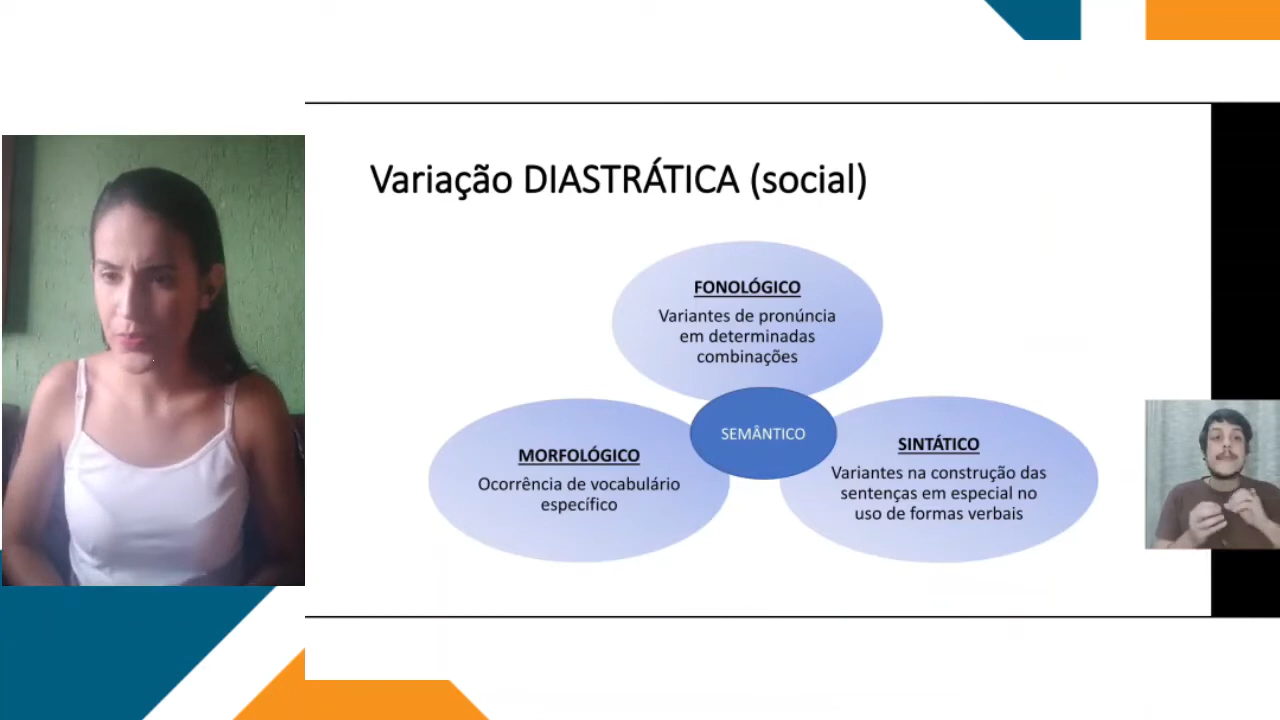 Variação DIASTRÁTICA (social)
FONOLÓGICO
Variantes de pronúncia
em determinadas
combinações
SEMÂNTICO
MORFOLÓGICO
Ocorrência de vocabulário
específico
SINTÁTICO
Variantes na construção das
sentenças em especial no
uso de formas verbais